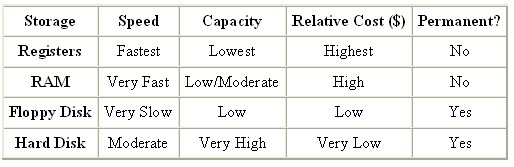 Storage Speed Capacity Relative Cost ($) Permanent?
Registers Fastest Lowest Highest No
RAM Very Fast Low/Moderate High No
Floppy Disk Very Slow Low Low Yes
Hard Disk Moderate Very High Very Low Yes